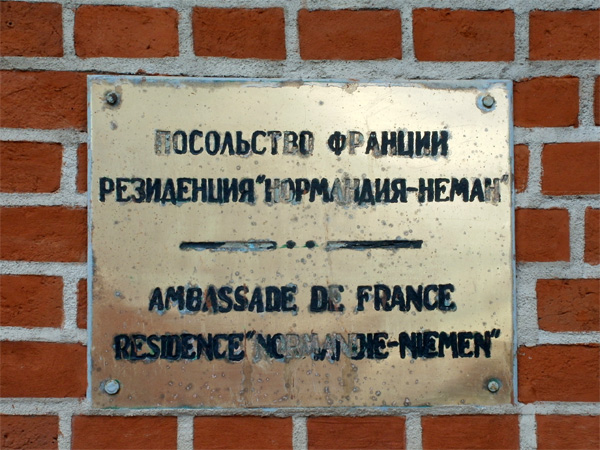 ПОСОЛЬСТВО ФРАНЦИИ
РЕЗИДЕНЦИЯ "НОРМАНДИЯ-НЕМАН"
AMBASSADE DE FRANCE
RESIDENCE "NORMANDIE-NIEMEN"